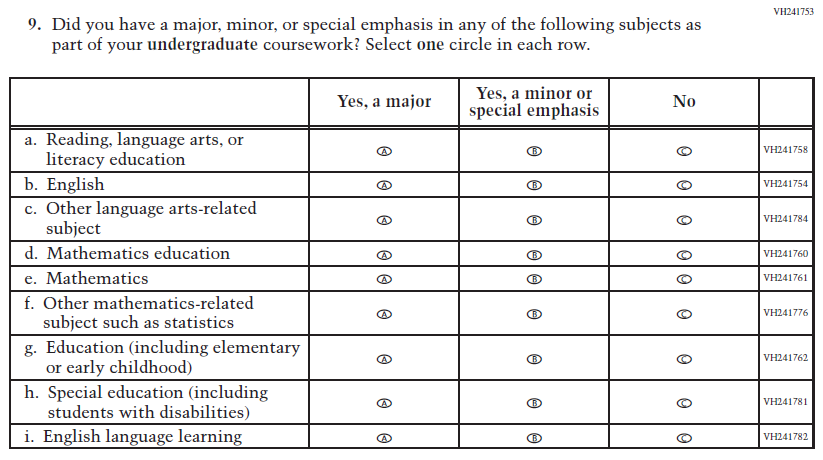 VH241753
9. Did you have a major, minor, or special emphasis in any of the following subjects as
part of your undergraduate coursework? Select one circle in each row.
Yes, a major
Yes, a minor or
special emphasis
No
a. Reading, language arts, or
literacy education
A B C VH241758
b. English A B C VH241754
c. Other language arts-related
subject
A B C VH241784
d. Mathematics education A B C VH241760
e. Mathematics A B C VH241761
f. Other mathematics-related
subject such as statistics
A B C VH241776
g. Education (including elementary
or early childhood)
A B C VH241762
h. Special education (including
students with disabilities)
A B C VH241781
i. English language learning A B C VH241782